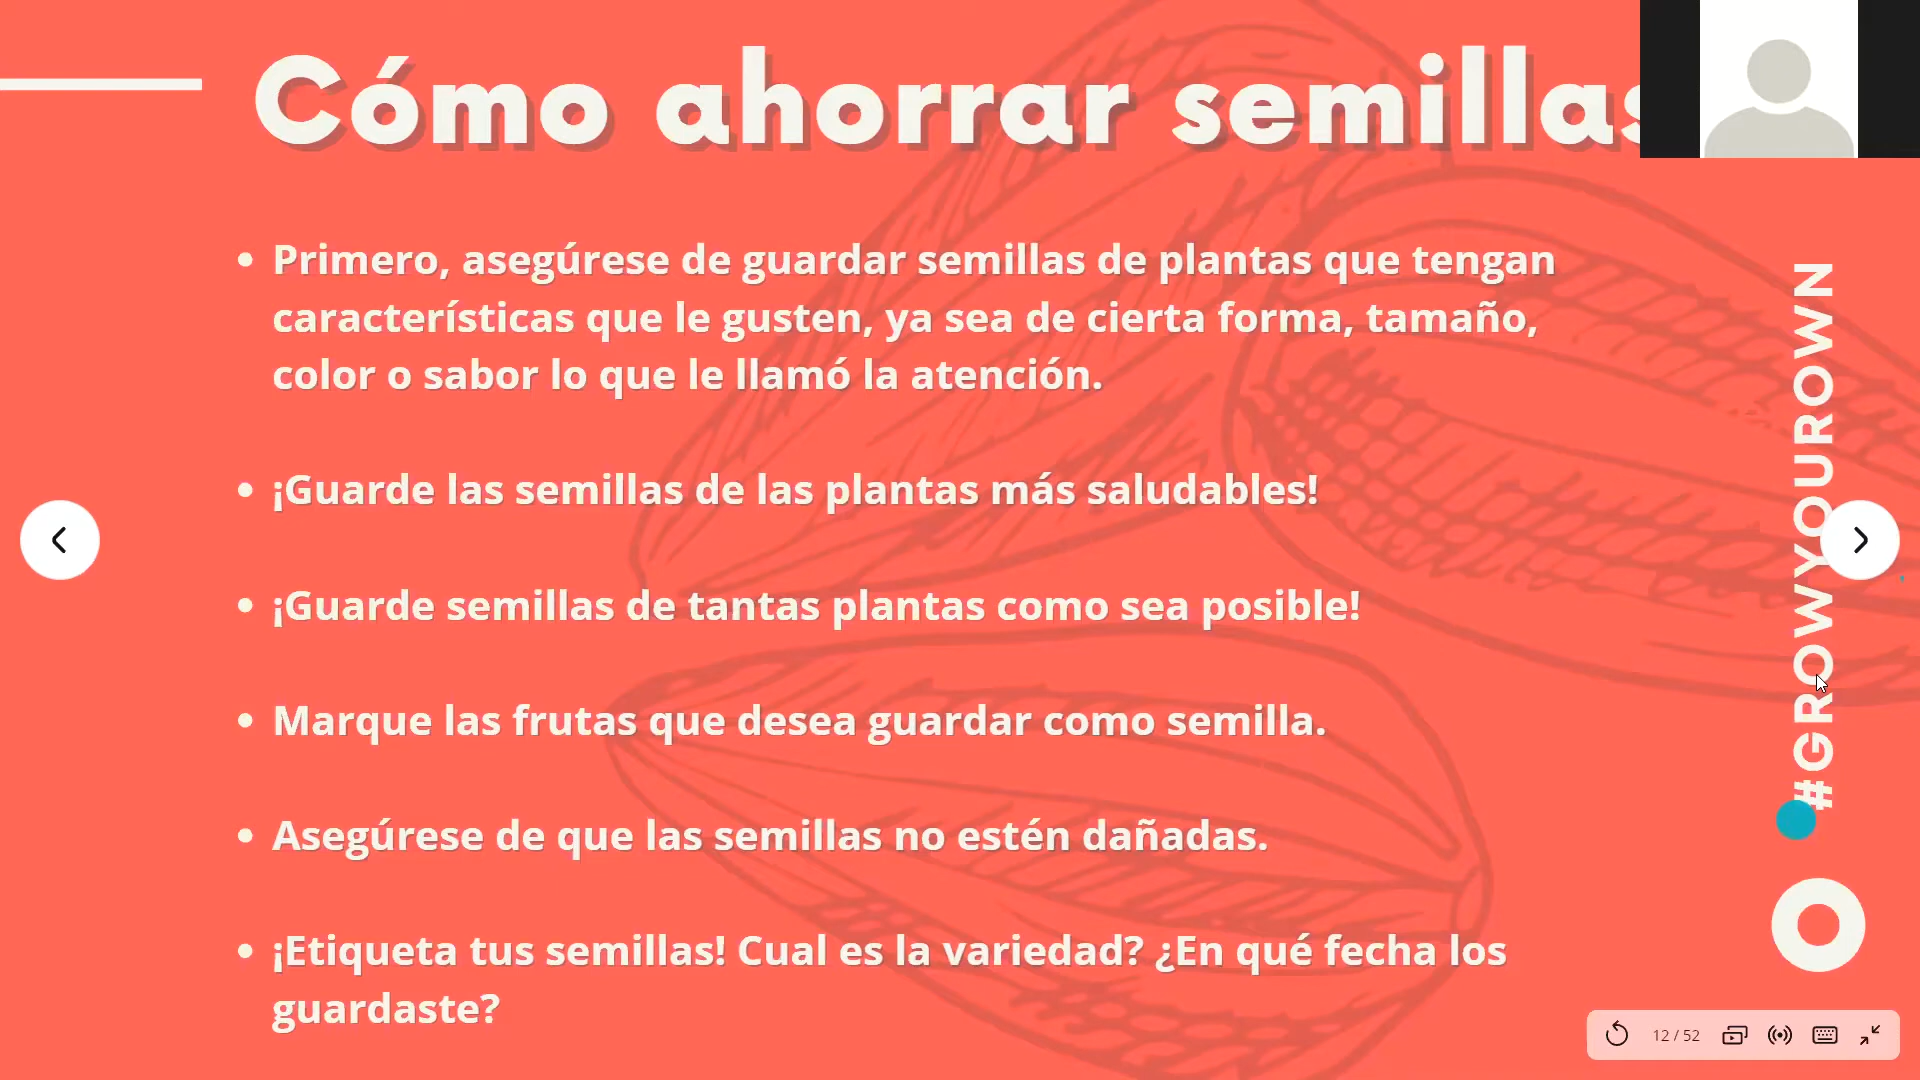 Cómo ahorrar semillas
• Primero, asegúrese de guardar semillas de plantas que tengan
características que le gusten, ya sea de cierta forma, tamaño,
color o sabor lo que le llamó la atención.
• ¡Guarde las semillas de las plantas más saludables!
• ¡Guarde semillas de tantas plantas como sea posible!
• Marque las frutas que desea guardar como semilla.
• Asegúrese de que las semillas no estén dañadas.
• ¡Etiqueta tus semillas! Cual es la variedad? ¿En qué fecha los
guardaste?
#GROWYOUROWN
12 / 52